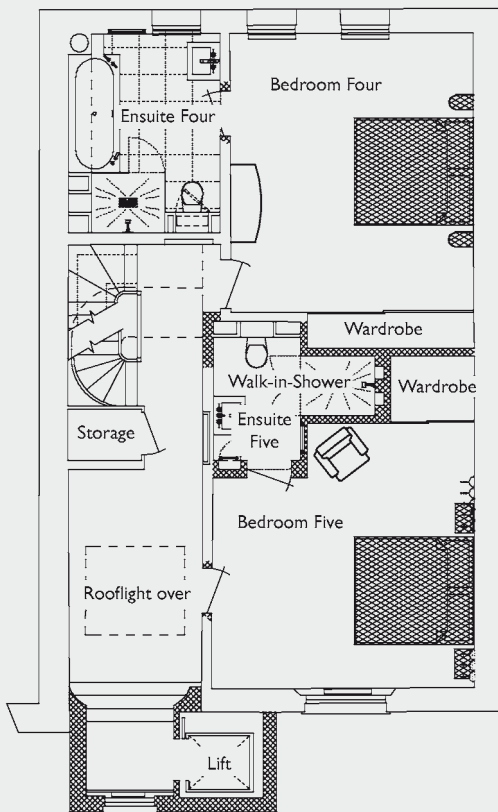 Bedroom Four
Ensuite Four
Wardrobe
Walk-in-Shower
Wardrobe
Ensuite
Five
Storage
Bedroom Five
Rooflight over
Lift